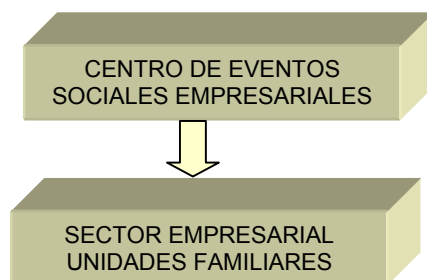 CENTRO DE EVENTOS
SOCIALES EMPRESARIALES
SECTOR EMPRESARIAL
UNIDADES FAMILIARES